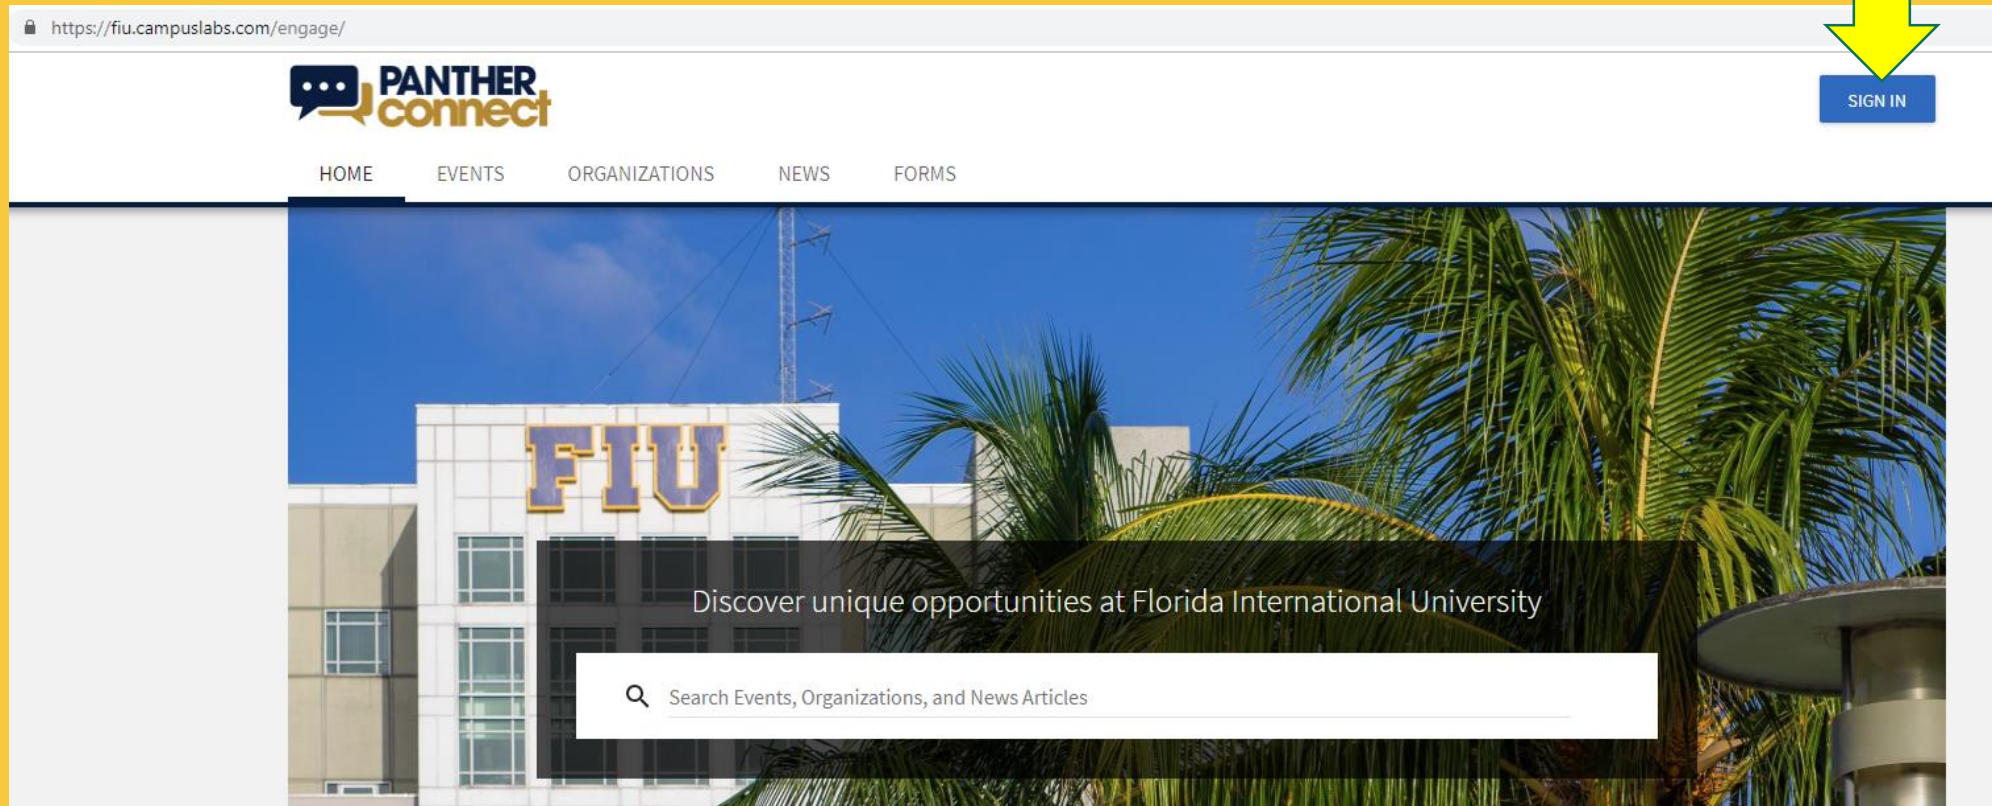 https://fiu.campuslabs.com/engage/
PANTHER
connect
SIGN IN
HOME EVENTS ORGANIZATIONS NEWS FORMS
FIU
Discover unique opportunities at Florida International University
Search Events, Organizations, and News Articles